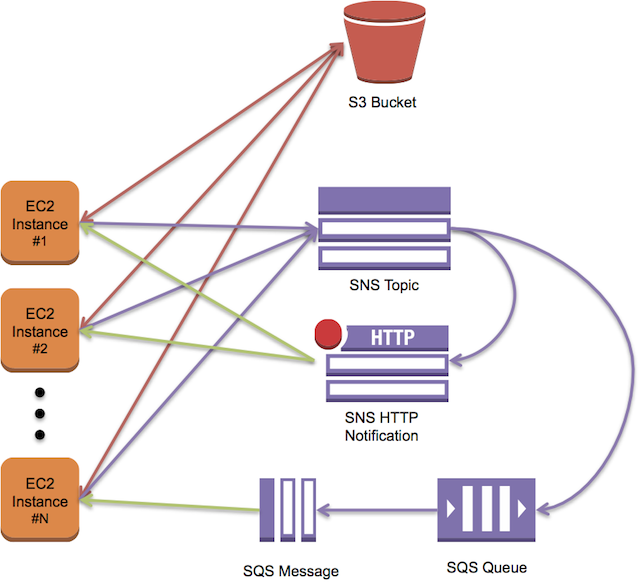 S3 Bucket
EC2
Instance
#1
SNS Topic
EC2
Instance
#2
HTTP
SNS HTTP
Notification
EC2
Instance
#N
SQS Message
SQS Queue